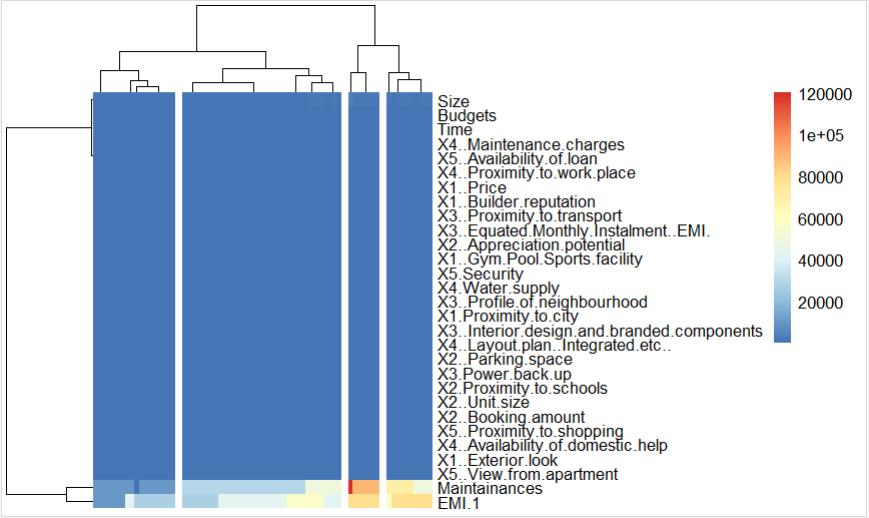 Size
Budgets
Time
X4..Maintenance.charges
X5..Availability.of.loan
X4..Proximity.to.work.place
X1..Price
X1..Builder.reputation
X3..Proximity.to.transport
X3..Equated.Monthly.Instalment..EMI.
X2..Appreciation.potential
X1..Gym.Pool.Sports.facility
X5.Security
X4.Water.supply
X3..Profile.of.neighbourhood
X1.Proximity.to.city
X3..Interior.design.and.branded.components
X4..Layout.plan..Integrated.etc..
X2..Parking.space
X3.Power.back.up
X2.Proximity.to.schools
X2..Unit.size
X2..Booking.amount
X5..Proximity.to.shopping
X4..Availability.of.domestic.help
X1..Exterior.look
X5..View.from.apartment
Maintainances
EMI.1
120000
1e+05
80000
60000
40000
20000